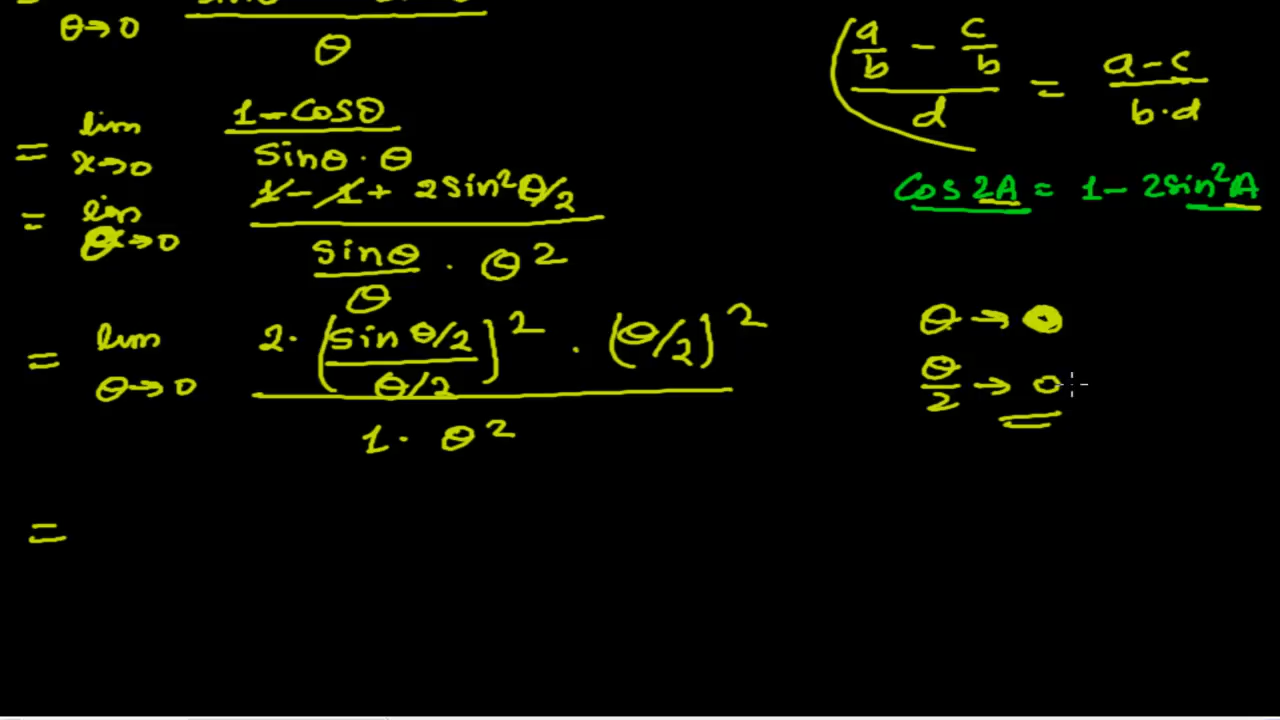 θ→0 θ
= lim x→0 1-cosθ / sinθ·θ
= lim θ→0 1-1+ 2sin²θ/2 / sinθ/θ · θ²
= lim θ→0 2·(sin θ/2 / θ/2)² · (θ/2)² / 1·θ²
=
(a/b - c/b / d = a-c / b·d
cos 2A = 1-2sin²A
θ→0
θ/2→0